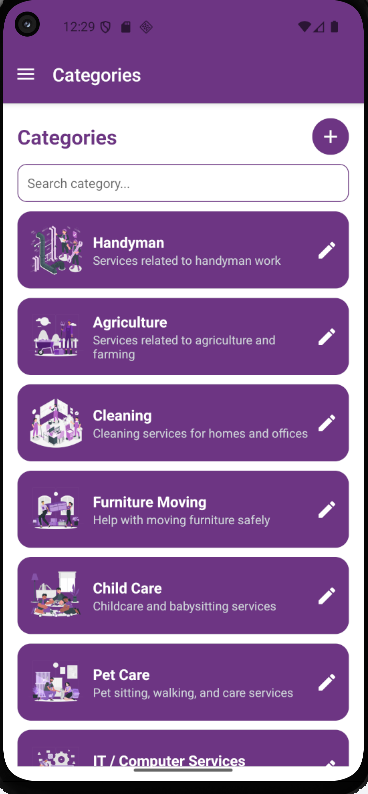 12:29
Categories
Categories
Search category...
Handyman
Services related to handyman work
Agriculture
Services related to agriculture and
farming
Cleaning
Cleaning services for homes and offices
Furniture Moving
Help with moving furniture safely
Child Care
Childcare and babysitting services
Pet Care
Pet sitting, walking, and care services
IT / Computer Services